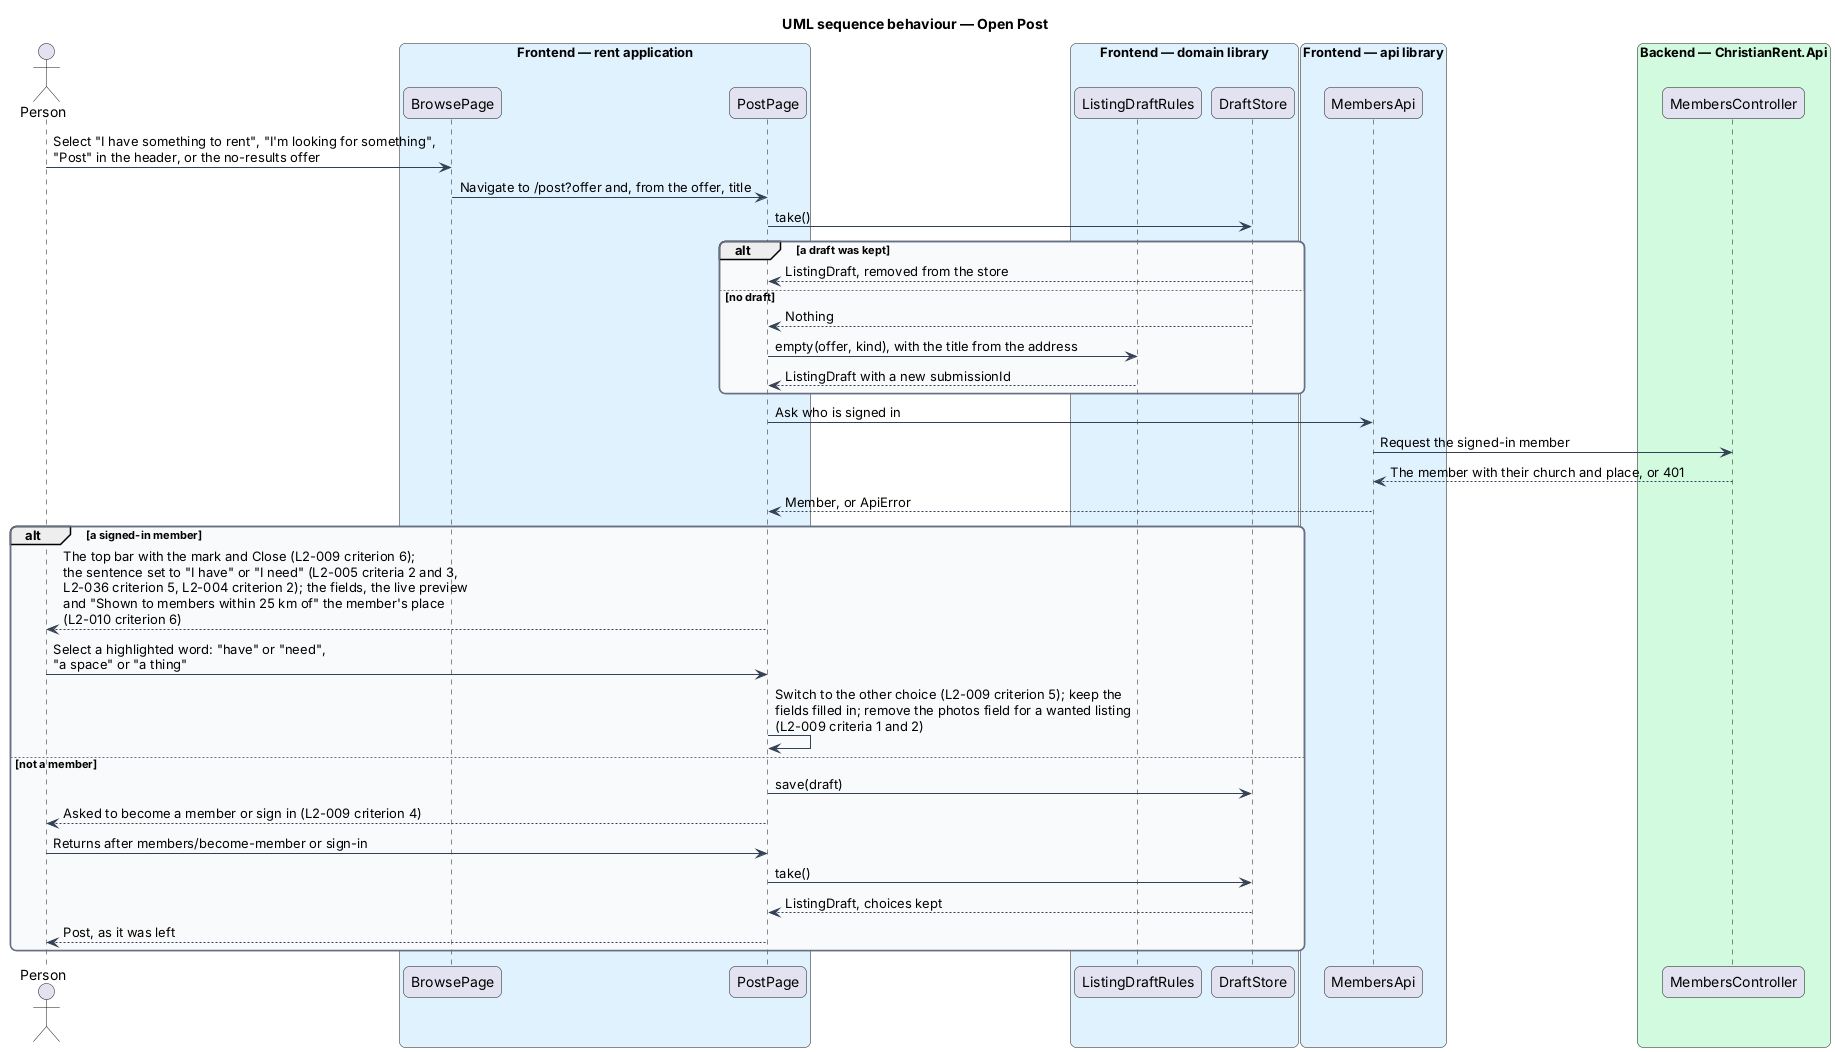 UML sequence behaviour — Open Post
Frontend — rent application
Frontend — domain library
Frontend — api library
Backend — ChristianRent.Api
Person
BrowsePage
PostPage
ListingDraftRules
DraftStore
MembersApi
MembersController
Select "I have something to rent", "I'm looking for something",
"Post" in the header, or the no-results offer
Navigate to /post?offer and, from the offer, title
take()
alt
[a draft was kept]
ListingDraft, removed from the store
[no draft]
Nothing
empty(offer, kind), with the title from the address
ListingDraft with a new submissionId
Ask who is signed in
Request the signed-in member
The member with their church and place, or 401
Member, or ApiError
alt
[a signed-in member]
The top bar with the mark and Close (L2-009 criterion 6);
the sentence set to "I have" or "I need" (L2-005 criteria 2 and 3,
L2-036 criterion 5, L2-004 criterion 2); the fields, the live preview
and "Shown to members within 25 km of" the member's place
(L2-010 criterion 6)
Select a highlighted word: "have" or "need",
"a space" or "a thing"
Switch to the other choice (L2-009 criterion 5); keep the
fields filled in; remove the photos field for a wanted listing
(L2-009 criteria 1 and 2)
[not a member]
save(draft)
Asked to become a member or sign in (L2-009 criterion 4)
Returns after members/become-member or sign-in
take()
ListingDraft, choices kept
Post, as it was left
Person
BrowsePage
PostPage
ListingDraftRules
DraftStore
MembersApi
MembersController